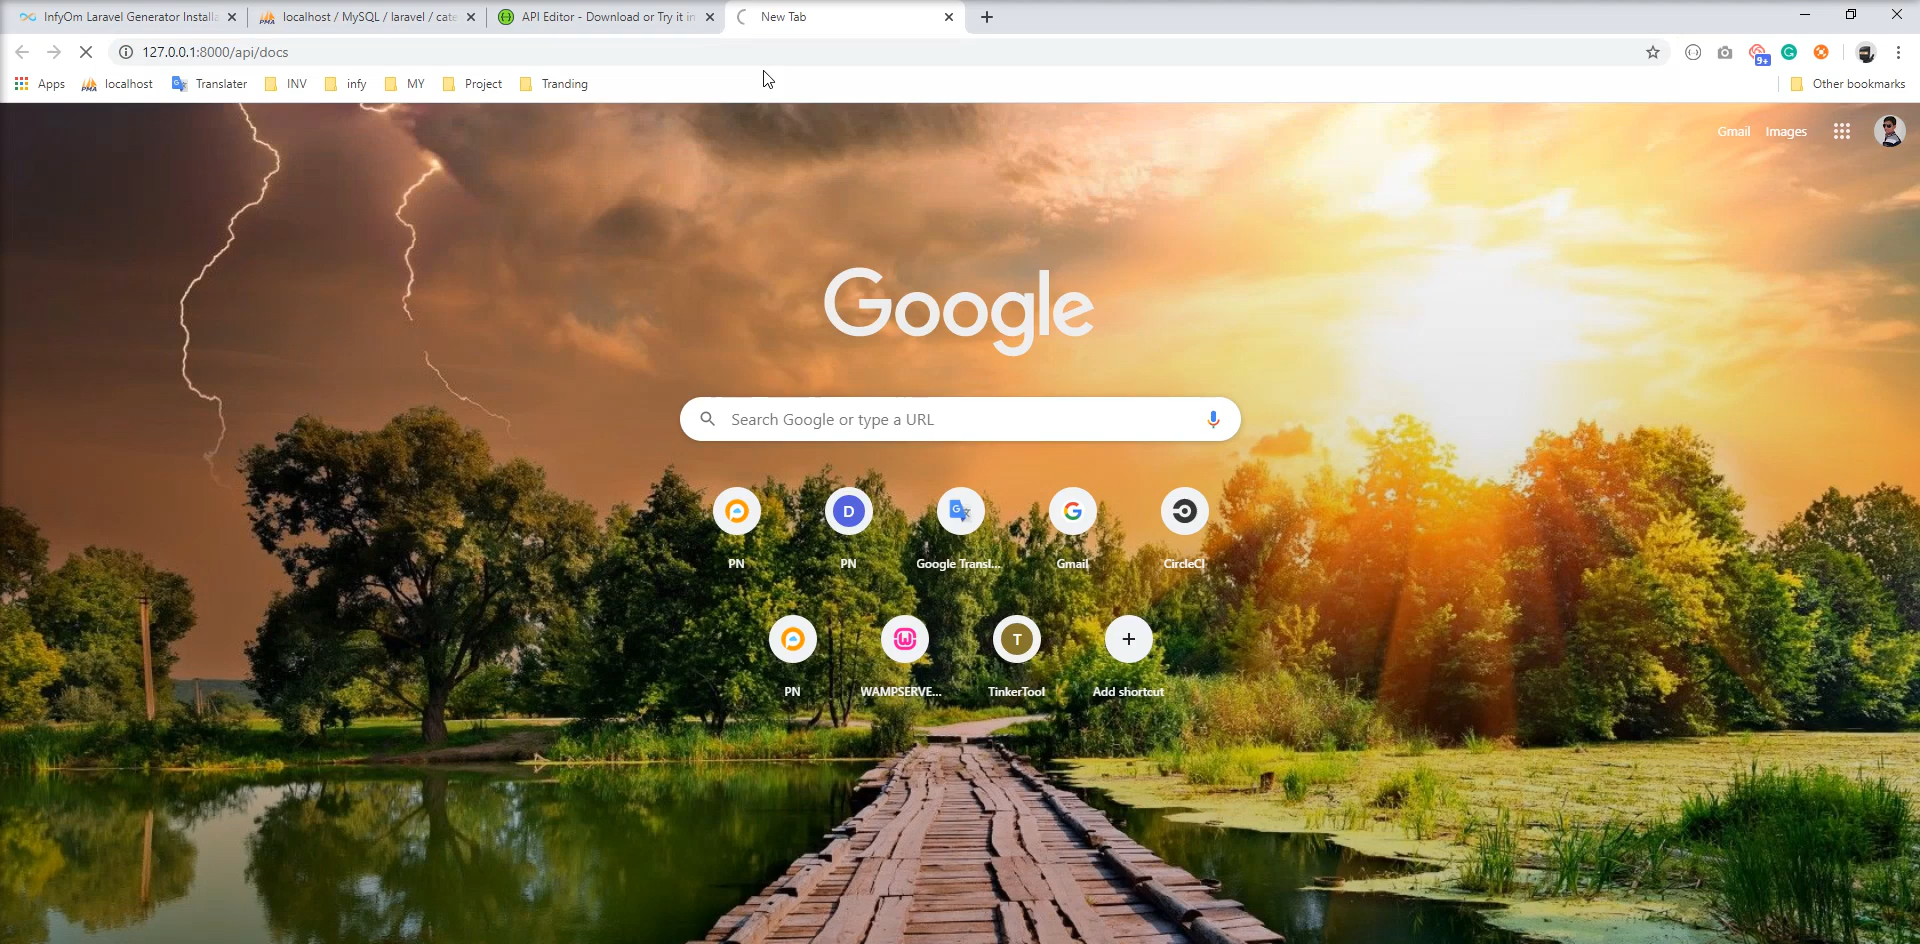 InfyOm Laravel Generator Installa
localhost / MySQL / laravel / cate
API Editor - Download or Try it in
New Tab
127.0.0.1:8000/api/docs
9+
Apps
PMA
localhost
Translater
INV
infy
MY
Project
Tranding
Other bookmarks
Gmail
Images
Google
Search Google or type a URL
D
T
PN
PN
Google Transl...
Gmail
CircleCI
PN
WAMPSERVE...
TinkerTool
Add shortcut